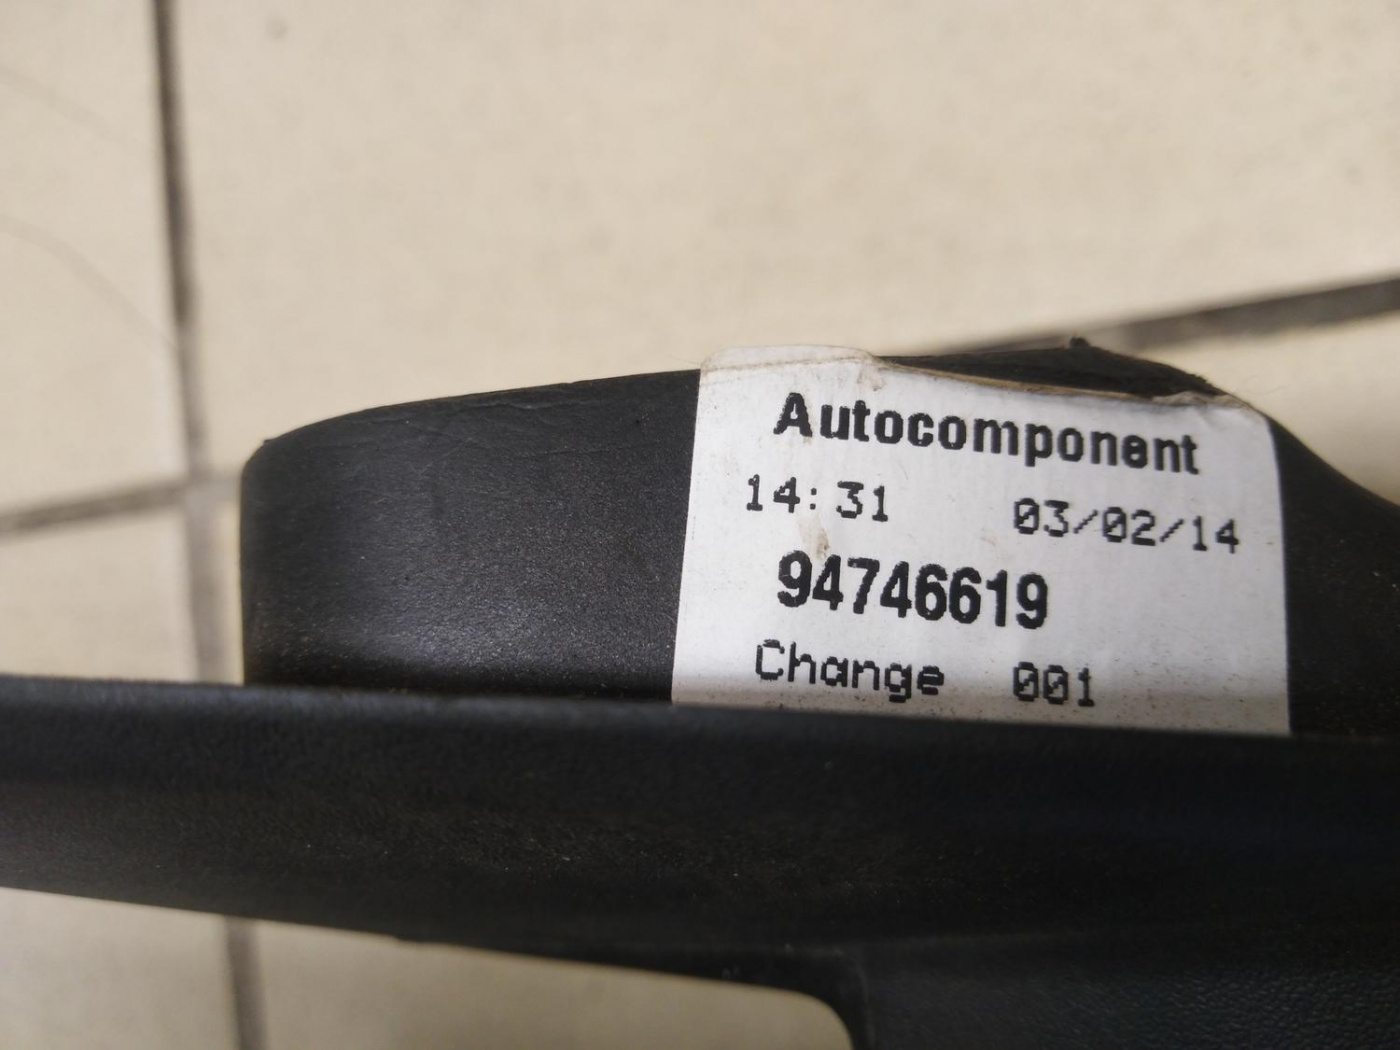 Autocomponent
14:31 03/02/14
94746619
Change 001